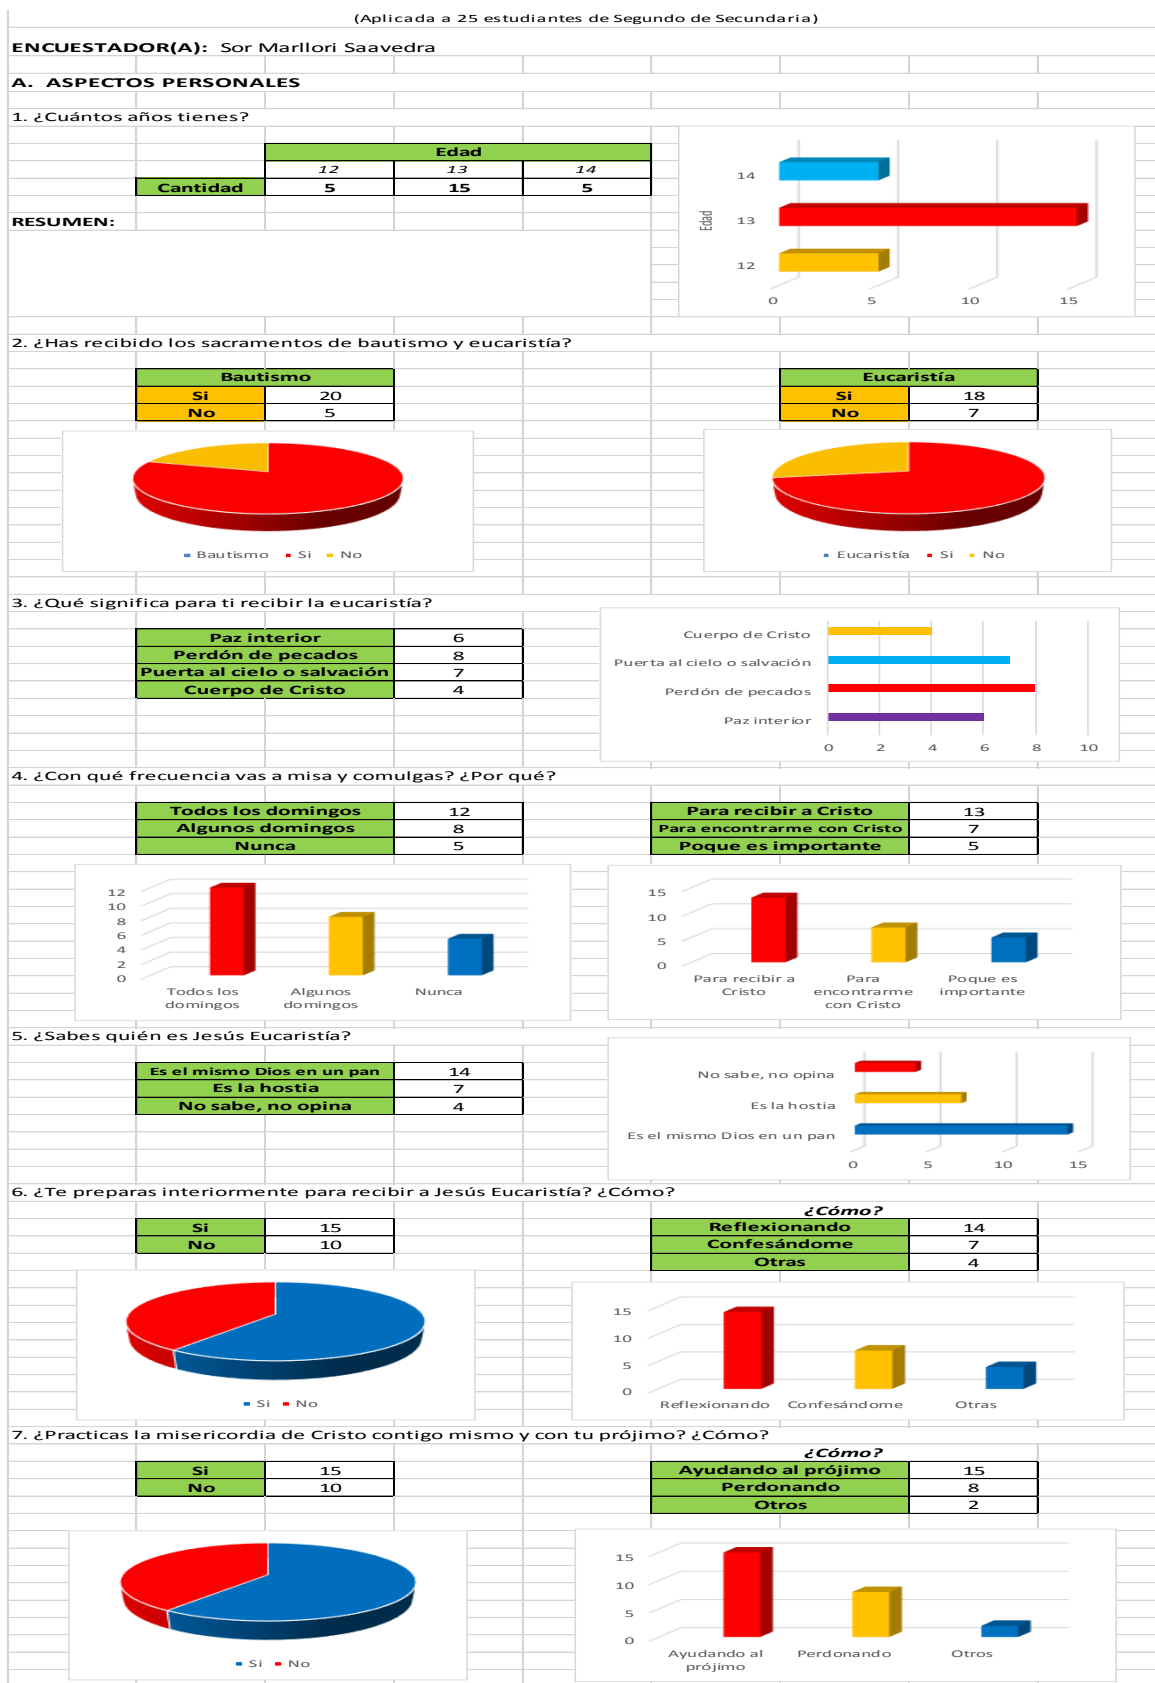 (Aplicada a 25 estudiantes de Segundo de Secundaria)
ENCUESTADOR(A): Sor Marllori Saavedra
A. ASPECTOS PERSONALES
1. ¿Cuántos años tienes?
Edad
12 13 14
Cantidad 5 15 5
RESUMEN:
Edad
14
13
12
0 5 10 15
2. ¿Has recibido los sacramentos de bautismo y eucaristía?
Bautismo
Si 20
No 5
Eucaristía
Si 18
No 7
Bautismo Si No
Eucaristía Si No
3. ¿Qué significa para ti recibir la eucaristía?
Paz interior 6
Perdón de pecados 8
Puerta al cielo o salvación 7
Cuerpo de Cristo 4
Cuerpo de Cristo
Puerta al cielo o salvación
Perdón de pecados
Paz interior
0 2 4 6 8 10
4. ¿Con qué frecuencia vas a misa y comulgas? ¿Por qué?
Todos los domingos 12
Algunos domingos 8
Nunca 5
Para recibir a Cristo 13
Para encontrarme con Cristo 7
Poque es importante 5
12
10
8
6
4
2
0
Todos los domingos
Algunos domingos
Nunca
15
10
5
0
Para recibir a Cristo
Para encontrarme con Cristo
Poque es importante
5. ¿Sabes quién es Jesús Eucaristía?
Es el mismo Dios en un pan 14
Es la hostia 7
No sabe, no opina 4
No sabe, no opina
Es la hostia
Es el mismo Dios en un pan
0 5 10 15
6. ¿Te preparas interiormente para recibir a Jesús Eucaristía? ¿Cómo?
Si 15
No 10
¿Cómo?
Reflexionando 14
Confesándome 7
Otras 4
Si No
15
10
5
0
Reflexionando Confesándome Otras
7. ¿Practicas la misericordia de Cristo contigo mismo y con tu prójimo? ¿Cómo?
Si 15
No 10
¿Cómo?
Ayudando al prójimo 15
Perdonando 8
Otros 2
Si No
15
10
5
0
Ayudando al prójimo
Perdonando
Otros